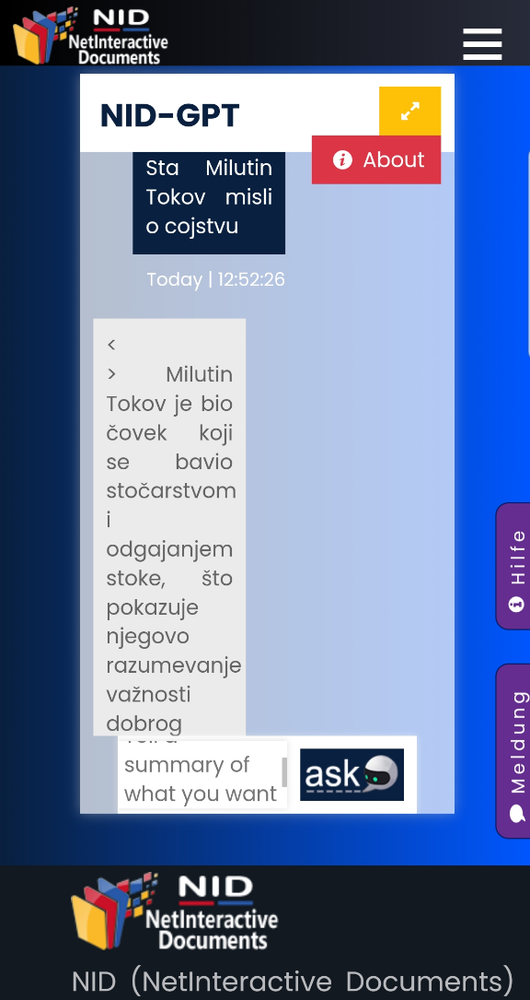 NID
NetInteractive
Documents
NID-GPT
About
Sta Milutin
Tokov misli
o cojstvu
Today | 12:52:26
<
> Milutin
Tokov je bio
čovek koji
se bavio
stočarstvom
i
odgajanjem
stoke, što
pokazuje
njegovo
razumevanje
važnosti
dobrog
summary of
what you want
ask
Hilfe
Meldung
NID
NetInteractive
Documents
NID (NetInteractive Documents)